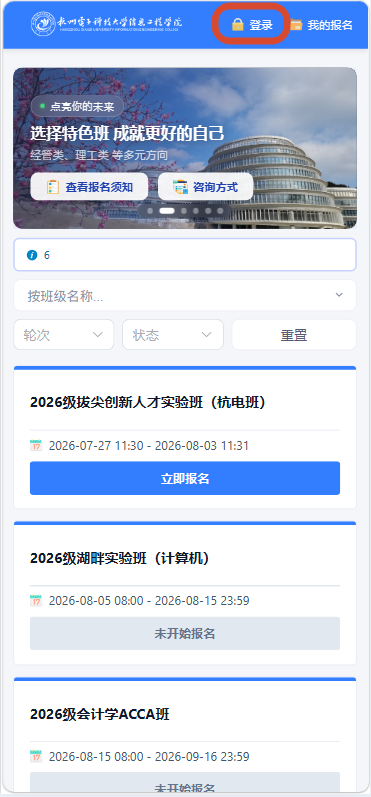 杭州电子科技大学信息工程学院
HANGZHOU DIANZI UNIVERSITY INFORMATION ENGINEERING COLLEGE
登录
我的报名
点亮你的未来
选择特色班 成就更好的自己
经管类、理工类 等多元方向
查看报名须知
咨询方式
6
按班级名称...
轮次
状态
重置
2026级拔尖创新人才实验班（杭电班）
2026-07-27 11:30 - 2026-08-03 11:31
立即报名
2026级湖畔实验班（计算机）
2026-08-05 08:00 - 2026-08-15 23:59
未开始报名
2026级会计学ACCA班
2026-08-15 08:00 - 2026-09-16 23:59
未开始报名